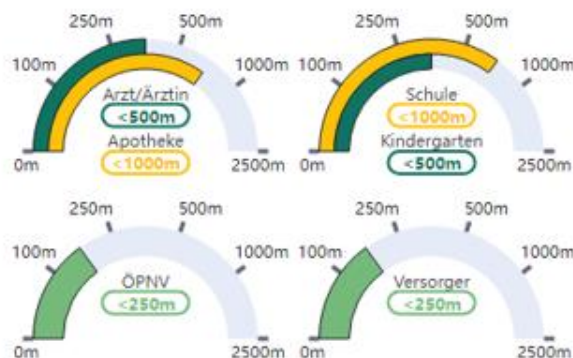 250m 500m
100m 1000m
Arzt/Ärztin
<500m
Apotheke
<1000m
0m 2500m
250m 500m
100m 1000m
Schule
<1000m
Kindergarten
<500m
0m 2500m
250m 500m
100m 1000m
ÖPNV
<250m
0m 2500m
250m 500m
100m 1000m
Versorger
<250m
0m 2500m